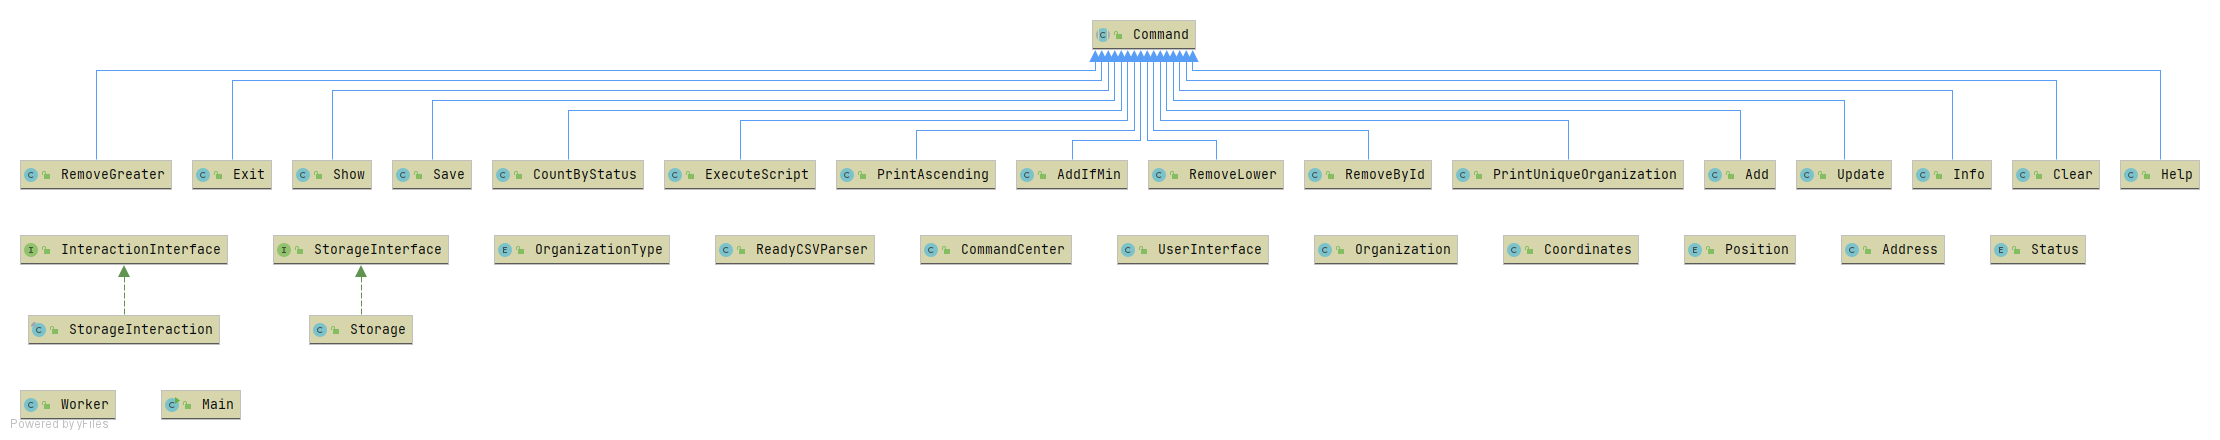 Command
RemoveGreater Exit Show Save CountByStatus ExecuteScript PrintAscending AddIfMin RemoveLower RemoveById PrintUniqueOrganization Add Update Info Clear Help
InteractionInterface StorageInterface OrganizationType ReadyCSVParser CommandCenter UserInterface Organization Coordinates Position Address Status
StorageInteraction Storage
Worker Main
Powered by yFiles